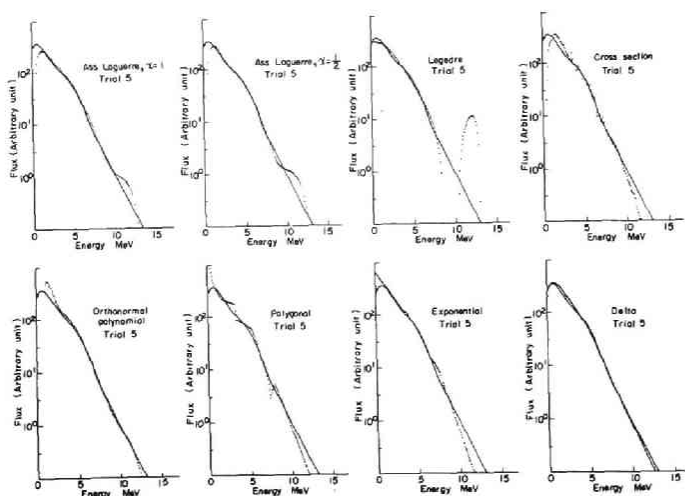 Ass Laguerre, α=1
Trial 5
Flux (Arbitrary unit)
10²
10¹
10⁰
0 5 10 15
Energy MeV
Ass Laguerre, α=½
Trial 5
Flux (Arbitrary unit)
10²
10¹
10⁰
0 5 10 15
Energy MeV
Legedre
Trial 5
Flux (Arbitrary unit)
10²
10¹
10⁰
0 5 10 15
Energy MeV
Cross section
Trial 5
Flux (Arbitrary unit)
10²
10¹
10⁰
0 5 10 15
Energy MeV
Orthonormal
polynomial
Trial 5
Flux (Arbitrary unit)
10²
10¹
10⁰
0 5 10 15
Energy MeV
Polygonal
Trial 5
Flux (Arbitrary unit)
10²
10¹
10⁰
0 5 10 15
Energy MeV
Exponential
Trial 5
Flux (Arbitrary unit)
10²
10¹
10⁰
0 5 10 15
Energy MeV
Delta
Trial 5
Flux (Arbitrary unit)
10²
10¹
10⁰
0 5 10 15
Energy MeV